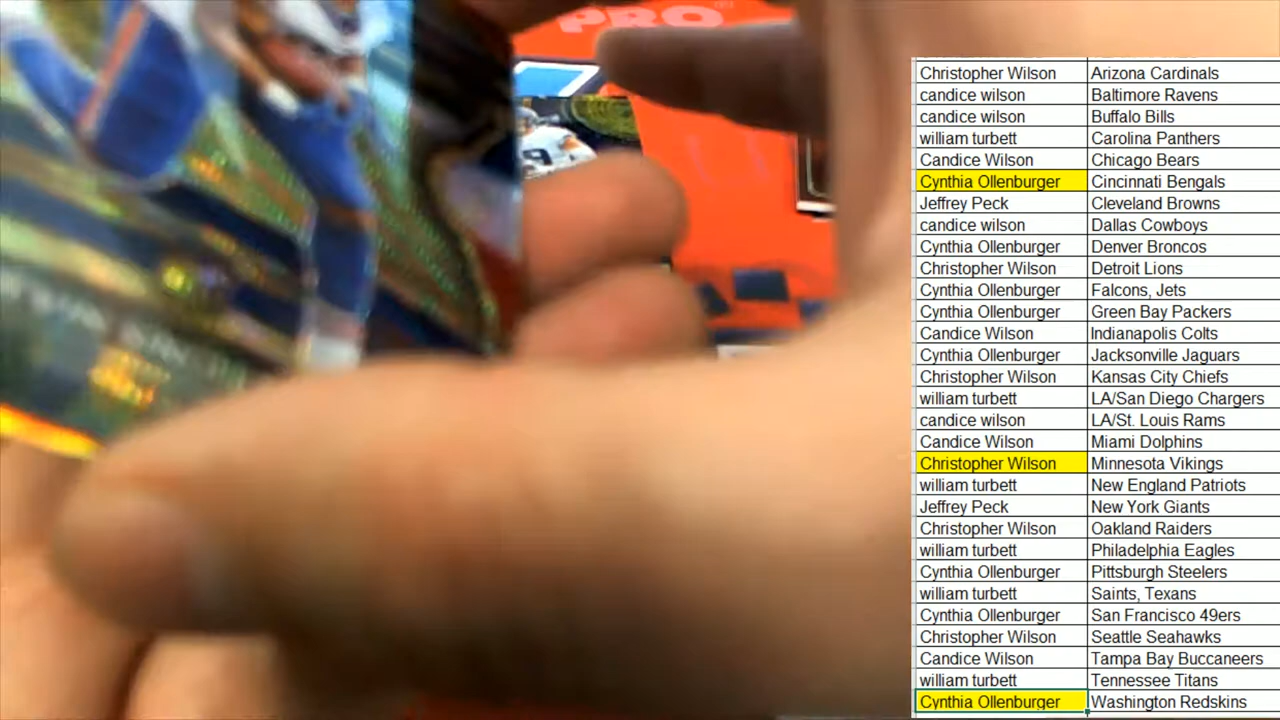 PRO
Christopher Wilson Arizona Cardinals
candice wilson Baltimore Ravens
candice wilson Buffalo Bills
william turbett Carolina Panthers
Candice Wilson Chicago Bears
Cynthia Ollenburger Cincinnati Bengals
Jeffrey Peck Cleveland Browns
candice wilson Dallas Cowboys
Cynthia Ollenburger Denver Broncos
Christopher Wilson Detroit Lions
Cynthia Ollenburger Falcons, Jets
Cynthia Ollenburger Green Bay Packers
Candice Wilson Indianapolis Colts
Cynthia Ollenburger Jacksonville Jaguars
Christopher Wilson Kansas City Chiefs
william turbett LA/San Diego Chargers
candice wilson LA/St. Louis Rams
Candice Wilson Miami Dolphins
Christopher Wilson Minnesota Vikings
william turbett New England Patriots
Jeffrey Peck New York Giants
Christopher Wilson Oakland Raiders
william turbett Philadelphia Eagles
Cynthia Ollenburger Pittsburgh Steelers
william turbett Saints, Texans
Cynthia Ollenburger San Francisco 49ers
Christopher Wilson Seattle Seahawks
Candice Wilson Tampa Bay Buccaneers
william turbett Tennessee Titans
Cynthia Ollenburger Washington Redskins